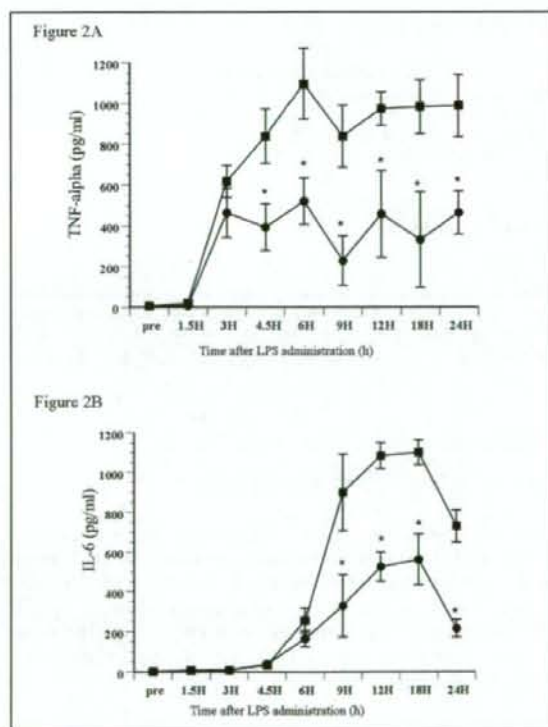 Figure 2A
1200
1000
800
600
400
200
0
TNF-alpha (pg/ml)
* * * * * *
pre 1.5H 3H 4.5H 6H 9H 12H 18H 24H
Time after LPS administration (h)
Figure 2B
1200
1000
800
600
400
200
0
IL-6 (pg/ml)
* * * *
pre 1.5H 3H 4.5H 6H 9H 12H 18H 24H
Time after LPS administration (h)